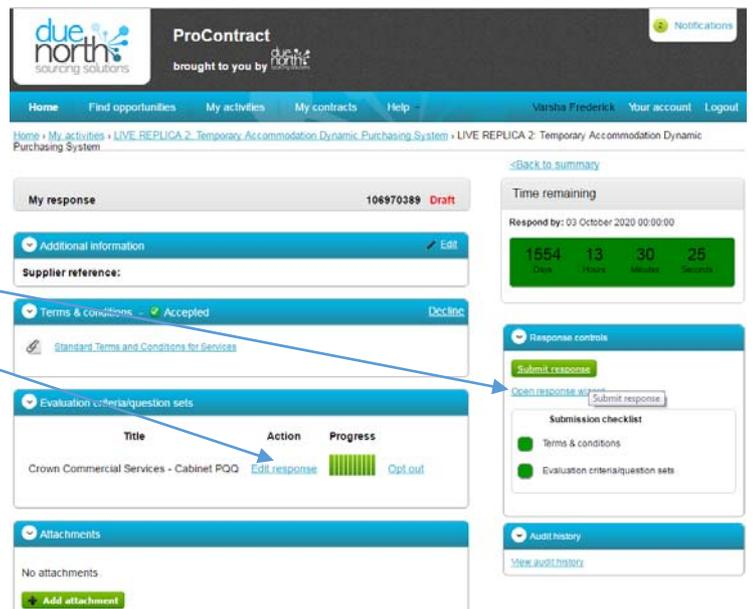 due
north
sourcing solutions
ProContract
brought to you by due north
2 Notifications
Home Find opportunities My activities My contracts Help Varsha Frederick Your account Logout
Home › My activities › LIVE REPLICA 2: Temporary Accommodation Dynamic Purchasing System › LIVE REPLICA 2: Temporary Accommodation Dynamic
Purchasing System
<Back to summary
My response 106970389 Draft
Additional information Edit
Supplier reference:
Terms & conditions - Accepted Decline
Standard Terms and Conditions for Services
Evaluation criteria/question sets
Title Action Progress
Crown Commercial Services - Cabinet PQQ Edit response Opt out
Attachments
No attachments
Add attachment
Time remaining
Respond by: 03 October 2020 00:00:00
1554 13 30 25
Days Hours Minutes Seconds
Response controls
Submit response
Open response wizard
Submit response
Submission checklist
Terms & conditions
Evaluation criteria/question sets
Audit history
View audit history